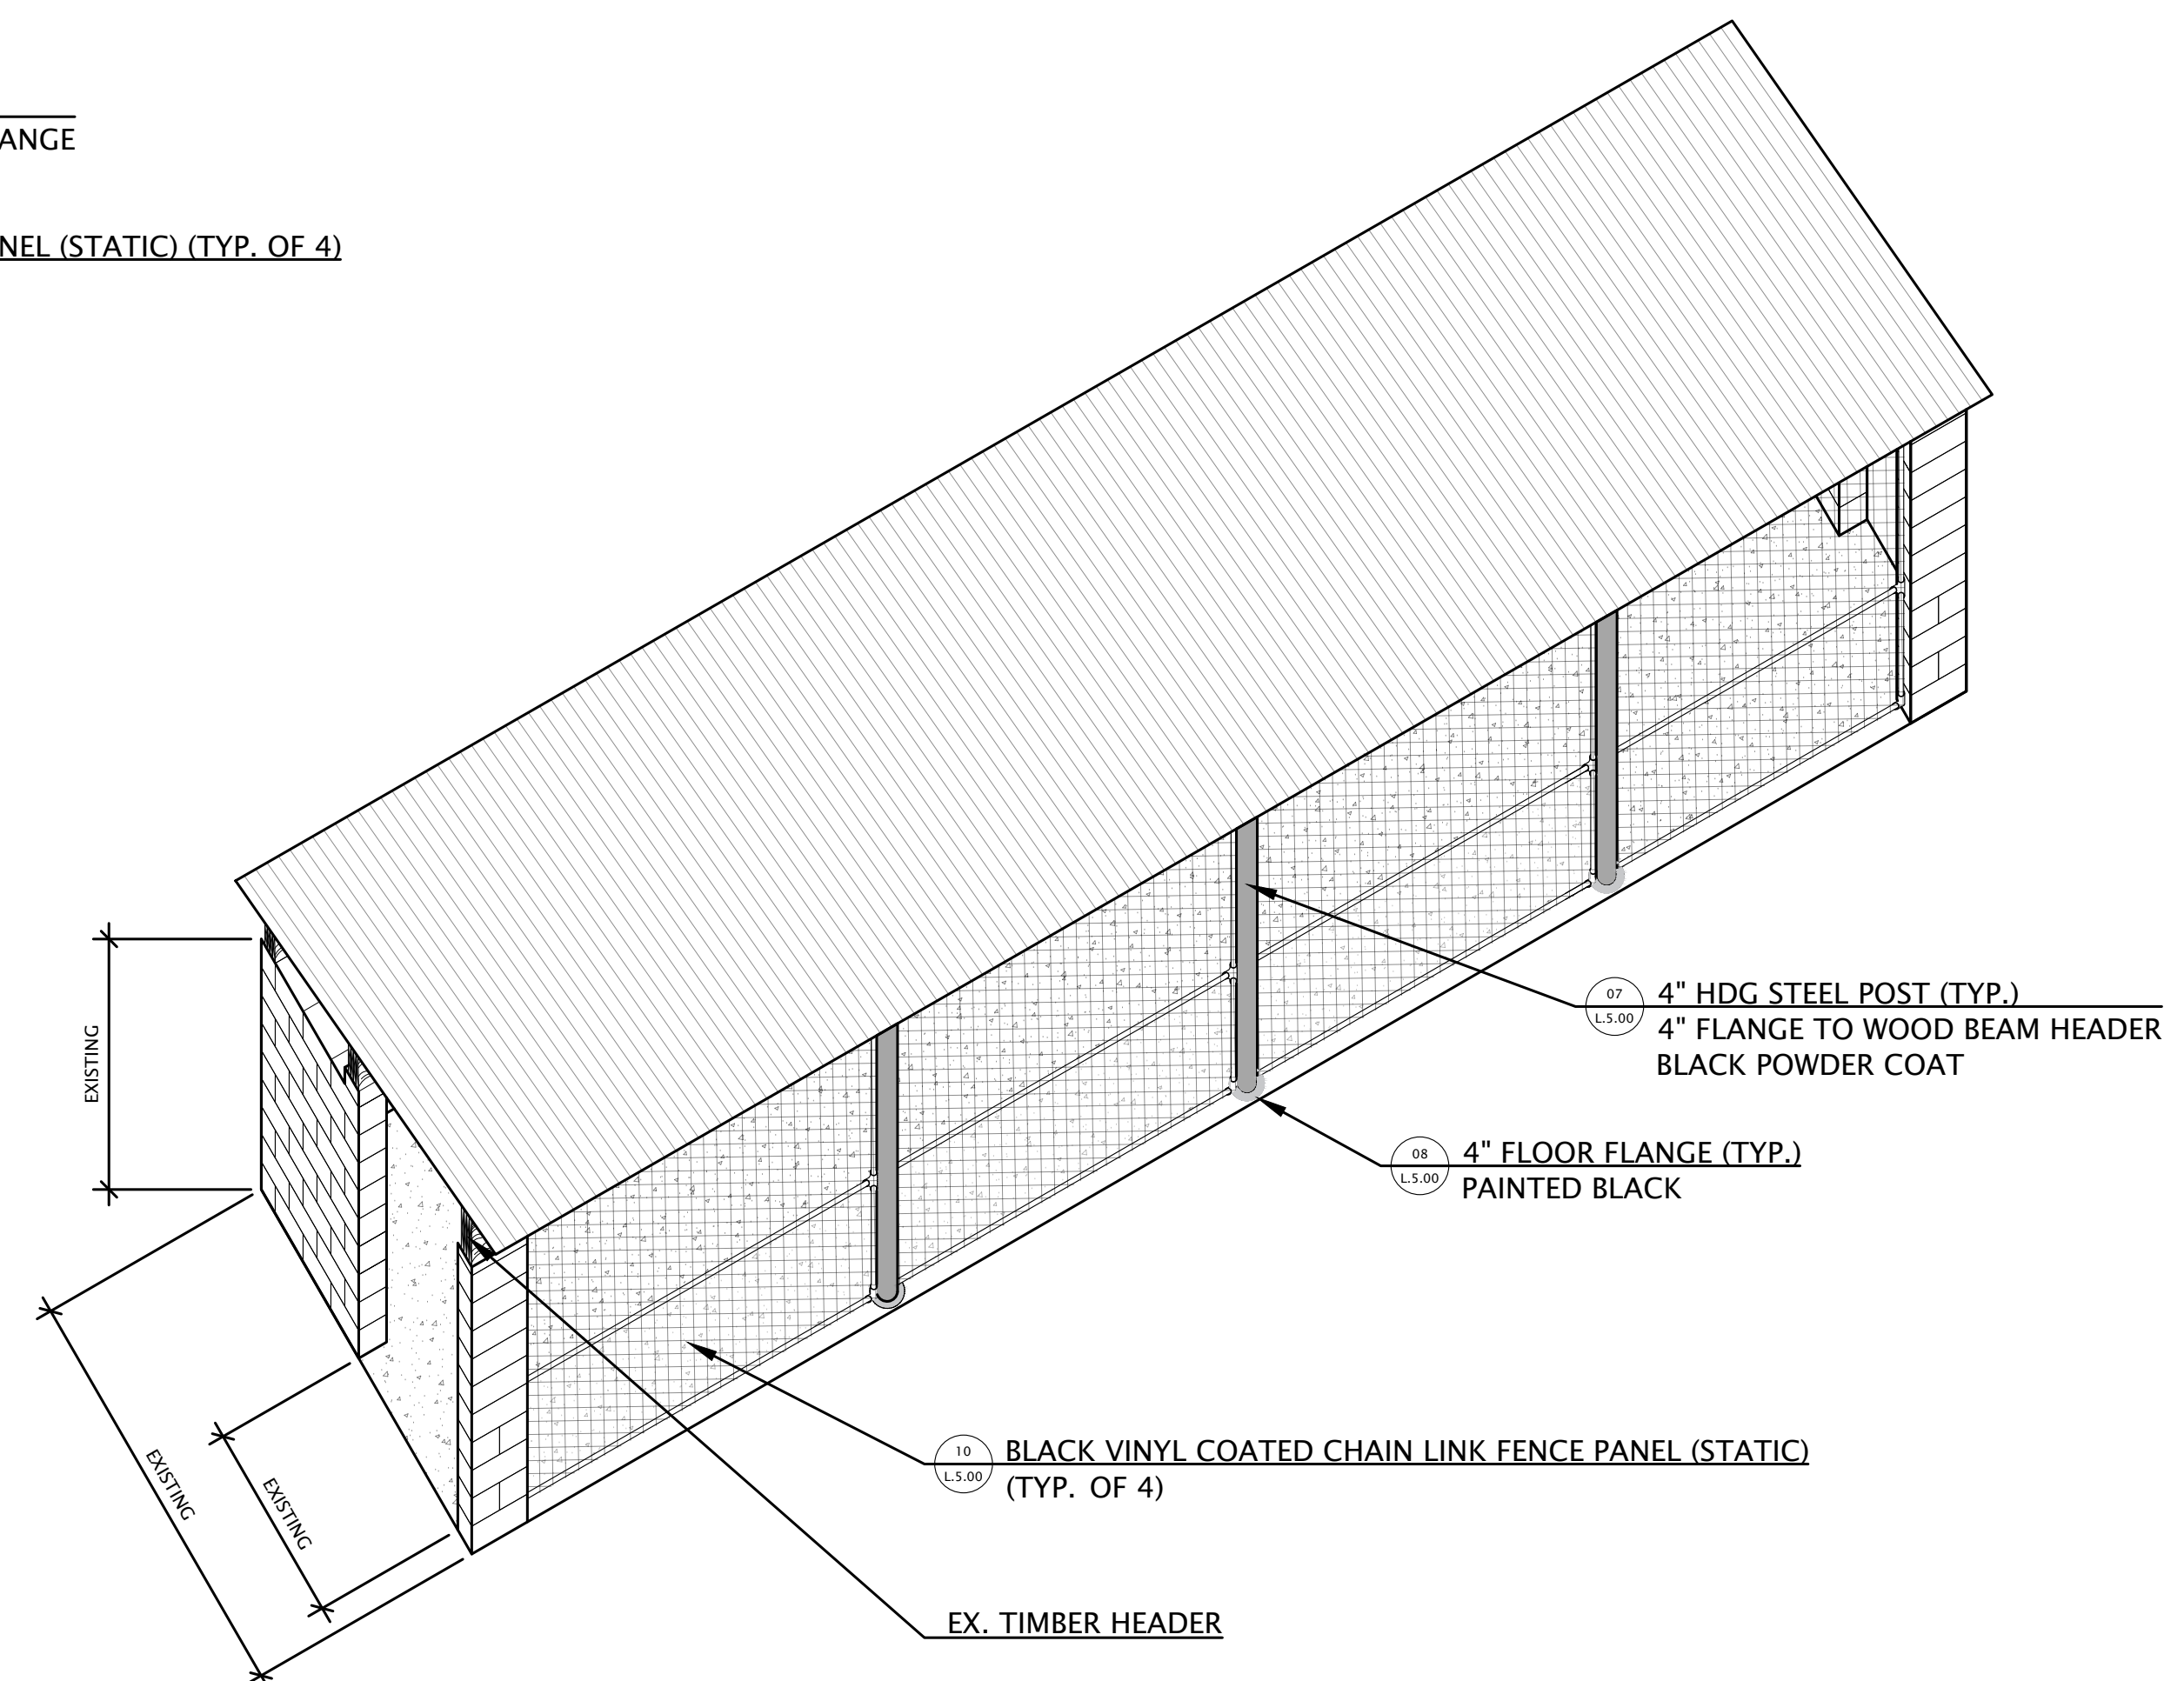 ANGE
NEL (STATIC) (TYP. OF 4)
EXISTING
07
L.5.00
4" HDG STEEL POST (TYP.)
4" FLANGE TO WOOD BEAM HEADER
BLACK POWDER COAT
08
L.5.00
4" FLOOR FLANGE (TYP.)
PAINTED BLACK
10
L.5.00
BLACK VINYL COATED CHAIN LINK FENCE PANEL (STATIC)
(TYP. OF 4)
EXISTING
EXISTING
EX. TIMBER HEADER